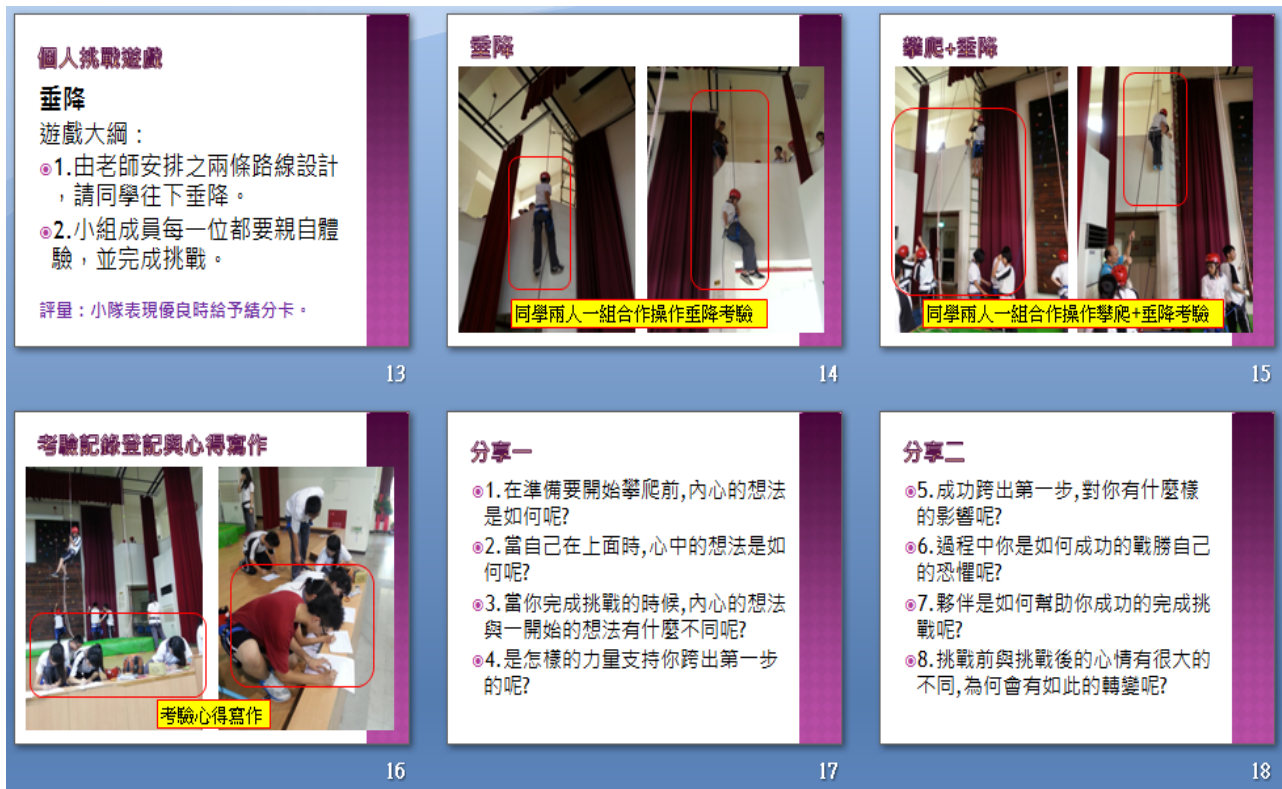 個人挑戰遊戲
垂降
遊戲大綱：
◉1.由老師安排之兩條路線設計
，請同學往下垂降。
◉2.小組成員每一位都要親自體
驗，並完成挑戰。
評量：小隊表現優良時給予績分卡。
13
垂降
同學兩人一組合作操作垂降考驗
14
攀爬+垂降
同學兩人一組合作操作攀爬+垂降考驗
15
考驗記錄登記與心得寫作
考驗心得寫作
16
分享一
◉1.在準備要開始攀爬前,內心的想法
是如何呢?
◉2.當自己在上面時,心中的想法是如
何呢?
◉3.當你完成挑戰的時候,內心的想法
與一開始的想法有什麼不同呢?
◉4.是怎樣的力量支持你跨出第一步
的呢?
17
分享二
◉5.成功跨出第一步,對你有什麼樣
的影響呢?
◉6.過程中你是如何成功的戰勝自己
的恐懼呢?
◉7.夥伴是如何幫助你成功的完成挑
戰呢?
◉8.挑戰前與挑戰後的心情有很大的
不同,為何會有如此的轉變呢?
18